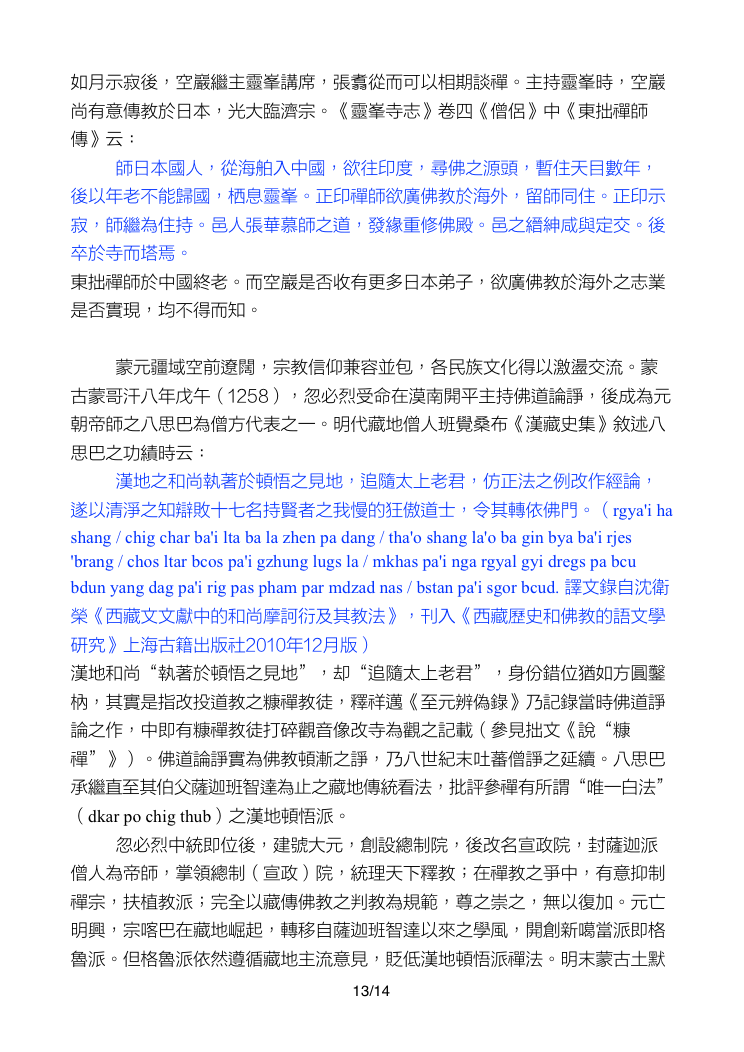 如月示寂後，空巖繼主靈峯講席，張翥從而可以相期談禪。主持靈峯時，空巖
尚有意傳教於日本，光大臨濟宗。《靈峯寺志》卷四《僧侶》中《東拙禪師
傳》云：
師日本國人，從海舶入中國，欲往印度，尋佛之源頭，暫住天目數年，
後以年老不能歸國，栖息靈峯。正印禪師欲廣佛教於海外，留師同住。正印示
寂，師繼為住持。邑人張華慕師之道，發緣重修佛殿。邑之縉紳咸與定交。後
卒於寺而塔焉。
東拙禪師於中國終老。而空巖是否收有更多日本弟子，欲廣佛教於海外之志業
是否實現，均不得而知。
蒙元疆域空前遼闊，宗教信仰兼容並包，各民族文化得以激盪交流。蒙
古蒙哥汗八年戊午（1258），忽必烈受命在漠南開平主持佛道論諍，後成為元
朝帝師之八思巴為僧方代表之一。明代藏地僧人班覺桑布《漢藏史集》敘述八
思巴之功績時云：
漢地之和尚執著於頓悟之見地，追隨太上老君，仿正法之例改作經論，
遂以清淨之知辯敗十七名持賢者之我慢的狂傲道士，令其轉依佛門。（rgya'i ha
shang / chig char ba'i lta ba la zhen pa dang / tha'o shang la'o ba gin bya ba'i rjes
'brang / chos ltar bcos pa'i gzhung lugs la / mkhas pa'i nga rgyal gyi dregs pa bcu
bdun yang dag pa'i rig pas pham par mdzad nas / bstan pa'i sgor bcud. 譯文錄自沈衛
榮《西藏文文獻中的和尚摩訶衍及其教法》，刊入《西藏歷史和佛教的語文學
研究》上海古籍出版社2010年12月版）
漢地和尚“執著於頓悟之見地”，却“追隨太上老君”，身份錯位猶如方圓鑿
枘，其實是指改投道教之糠禪教徒，釋祥邁《至元辨偽錄》乃記錄當時佛道諍
論之作，中即有糠禪教徒打碎觀音像改寺為觀之記載（參見拙文《說“糠
禪”》）。佛道論諍實為佛教頓漸之諍，乃八世紀末吐蕃僧諍之延續。八思巴
承繼直至其伯父薩迦班智達為止之藏地傳統看法，批評參禪有所謂“唯一白法”
（dkar po chig thub）之漢地頓悟派。
忽必烈中統即位後，建號大元，創設總制院，後改名宣政院，封薩迦派
僧人為帝師，掌領總制（宣政）院，統理天下釋教；在禪教之爭中，有意抑制
禪宗，扶植教派；完全以藏傳佛教之判教為規範，尊之崇之，無以復加。元亡
明興，宗喀巴在藏地崛起，轉移自薩迦班智達以來之學風，開創新噶當派即格
魯派。但格魯派依然遵循藏地主流意見，貶低漢地頓悟派禪法。明末蒙古土默
13/14